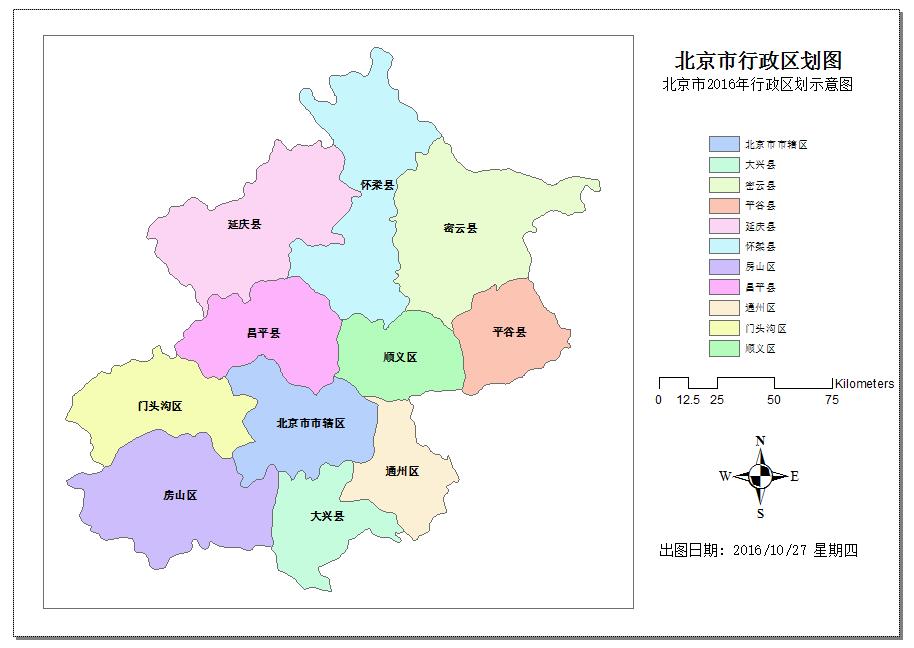 北京市行政区划图
北京市2016年行政区划示意图
怀柔县
延庆县
密云县
昌平县
平谷县
顺义区
门头沟区
北京市市辖区
通州区
房山区
大兴县
北京市市辖区
大兴县
密云县
平谷县
延庆县
怀柔县
房山区
昌平县
通州区
门头沟区
顺义区
Kilometers
0 12.5 25 50 75
N
W E
S
出图日期: 2016/10/27 星期四